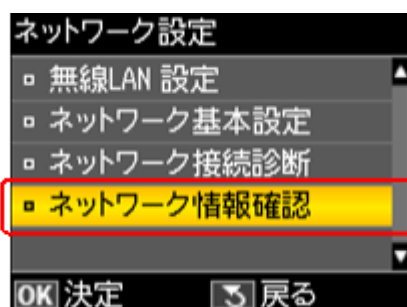 ネットワーク設定
無線LAN 設定
ネットワーク基本設定
ネットワーク接続診断
ネットワーク情報確認
OK 決定 戻る